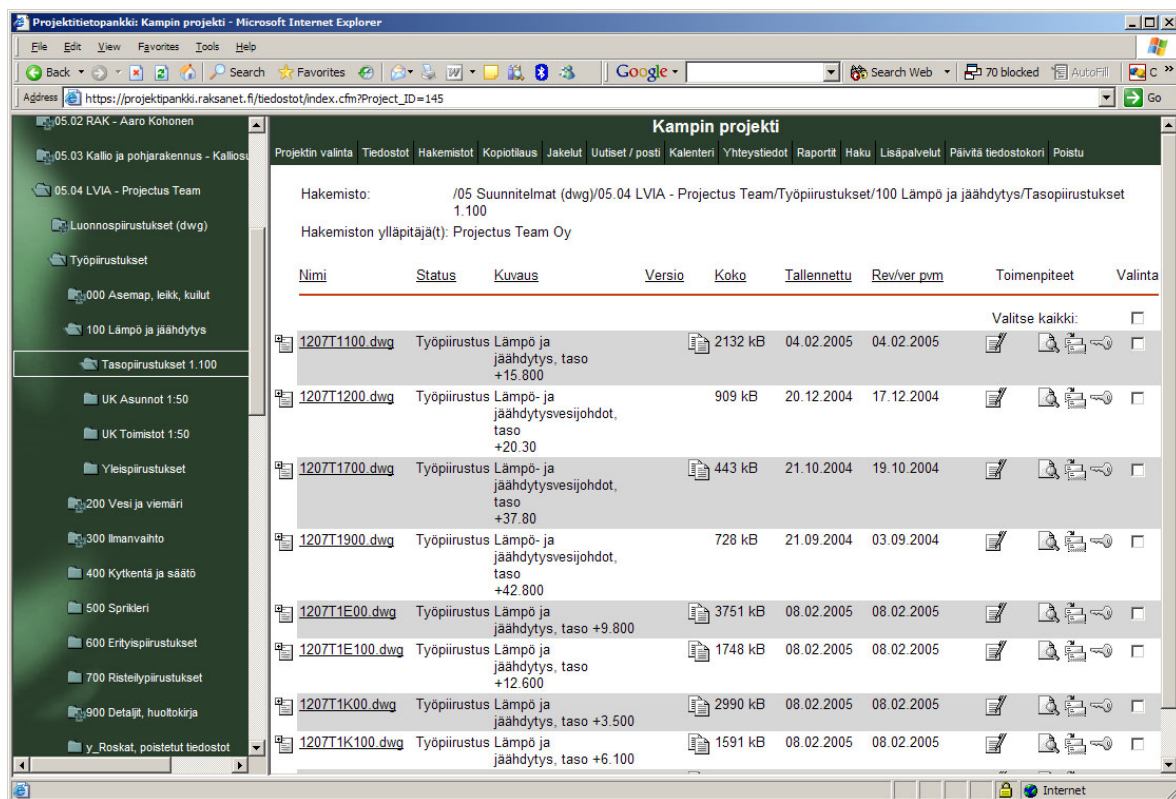 Projektitietopankki: Kampin projekti - Microsoft Internet Explorer
File Edit View Favorites Tools Help
Back Search Favorites Google Search Web 70 blocked AutoFill C »
Address https://projektipankki.raksanet.fi/tiedostot/index.cfm?Project_ID=145 Go
05.02 RAK - Aaro Kohonen
05.03 Kallio ja pohjarakennus - Kalliosu
05.04 LVIA - Projectus Team
Luonnospiirustukset (dwg)
Työpiirustukset
000 Asemap, leikk, kuilut
100 Lämpö ja jäähdytys
Tasopiirustukset 1.100
UK Asunnot 1:50
UK Toimistot 1:50
Yleispiirustukset
200 Vesi ja viemäri
300 Ilmanvaihto
400 Kytkentä ja säätö
500 Sprikleri
600 Erityispiirustukset
700 Risteilypiirustukset
900 Detaljit, huoltokirja
y_Roskat, poistetut tiedostot
Kampin projekti
Projektin valinta Tiedostot Hakemistot Kopiotilaus Jakelut Uutiset / posti Kalenteri Yhteystiedot Raportit Haku Lisäpalvelut Päivitä tiedostokori Poistu
Hakemisto: /05 Suunnitelmat (dwg)/05.04 LVIA - Projectus Team/Työpiirustukset/100 Lämpö ja jäähdytys/Tasopiirustukset
1.100
Hakemiston ylläpitäjä(t): Projectus Team Oy
Nimi Status Kuvaus Versio Koko Tallennettu Rev/ver pvm Toimenpiteet Valinta
Valitse kaikki:
1207T1100.dwg Työpiirustus Lämpö ja 2132 kB 04.02.2005 04.02.2005
jäähdytys, taso
+15.800
1207T1200.dwg Työpiirustus Lämpö- ja 909 kB 20.12.2004 17.12.2004
jäähdytysvesijohdot,
taso
+20.30
1207T1700.dwg Työpiirustus Lämpö- ja 443 kB 21.10.2004 19.10.2004
jäähdytysvesijohdot,
taso
+37.80
1207T1900.dwg Työpiirustus Lämpö- ja 728 kB 21.09.2004 03.09.2004
jäähdytysvesijohdot,
taso
+42.800
1207T1E00.dwg Työpiirustus Lämpö ja 3751 kB 08.02.2005 08.02.2005
jäähdytys, taso +9.800
1207T1E100.dwg Työpiirustus Lämpö ja 1748 kB 08.02.2005 08.02.2005
jäähdytys, taso
+12.600
1207T1K00.dwg Työpiirustus Lämpö ja 2990 kB 08.02.2005 08.02.2005
jäähdytys, taso +3.500
1207T1K100.dwg Työpiirustus Lämpö ja 1591 kB 08.02.2005 08.02.2005
jäähdytys, taso +6.100
Internet